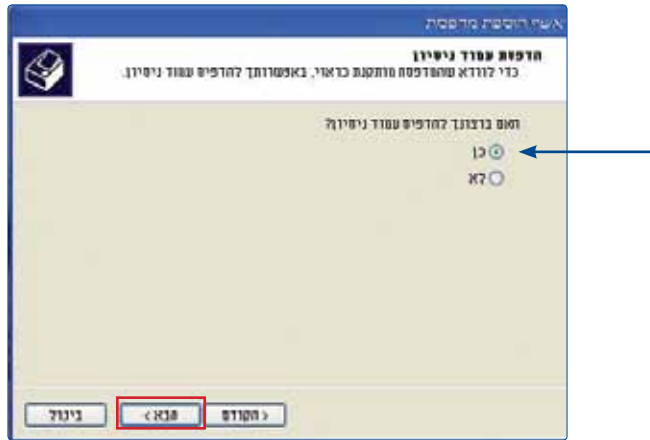 אשף הוספת מדפסת
הדפסת עמוד ניסיון
כדי לוודא שהמדפסת מותקנת כראוי, באפשרותך להדפיס עמוד ניסיון.
האם ברצונך להדפיס עמוד ניסיון?
כן
לא
< הקודם
הבא >
ביטול